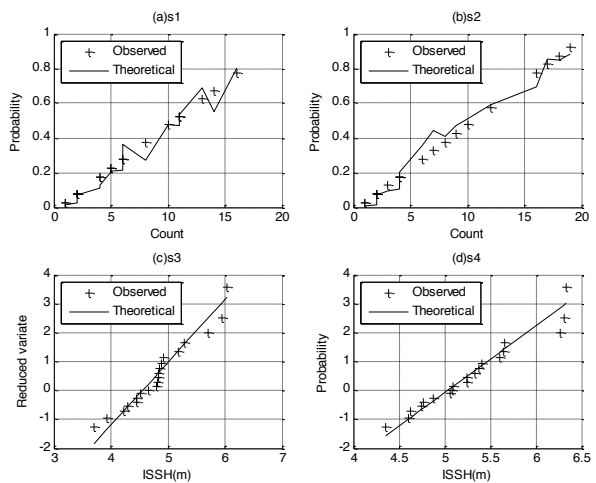 (a)s1
1
0.8
0.6
0.4
0.2
0
Probability
Observed
Theoretical
0 5 10 15 20
Count
(b)s2
1
0.8
0.6
0.4
0.2
0
Probability
Observed
Theoretical
0 5 10 15 20
Count
(c)s3
4
3
2
1
0
-1
-2
Reduced variate
Observed
Theoretical
3 4 5 6 7
ISSH(m)
(d)s4
4
3
2
1
0
-1
-2
Probability
Observed
Theoretical
4 4.5 5 5.5 6 6.5
ISSH(m)